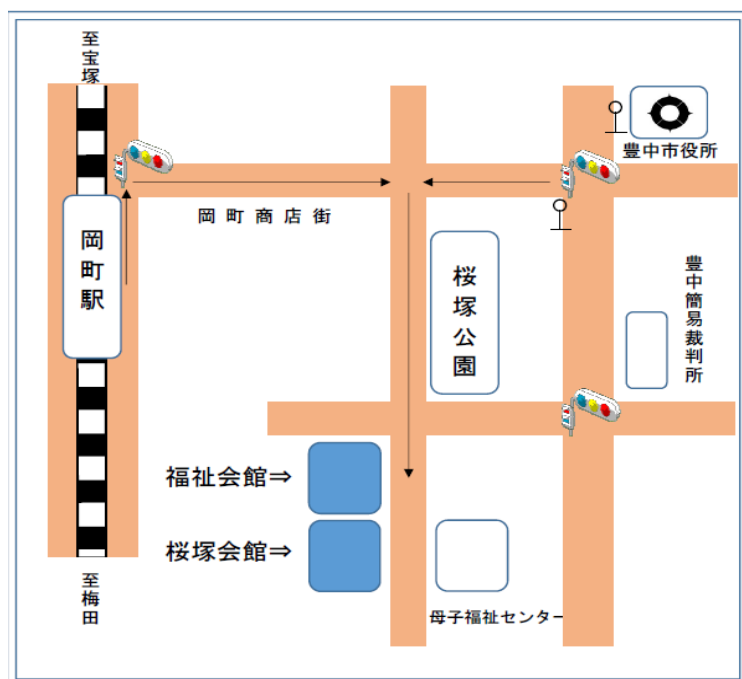 至宝塚
豊中市役所
岡町商店街
岡町駅
桜塚公園
豊中簡易裁判所
福祉会館⇒
桜塚会館⇒
至梅田
母子福祉センター